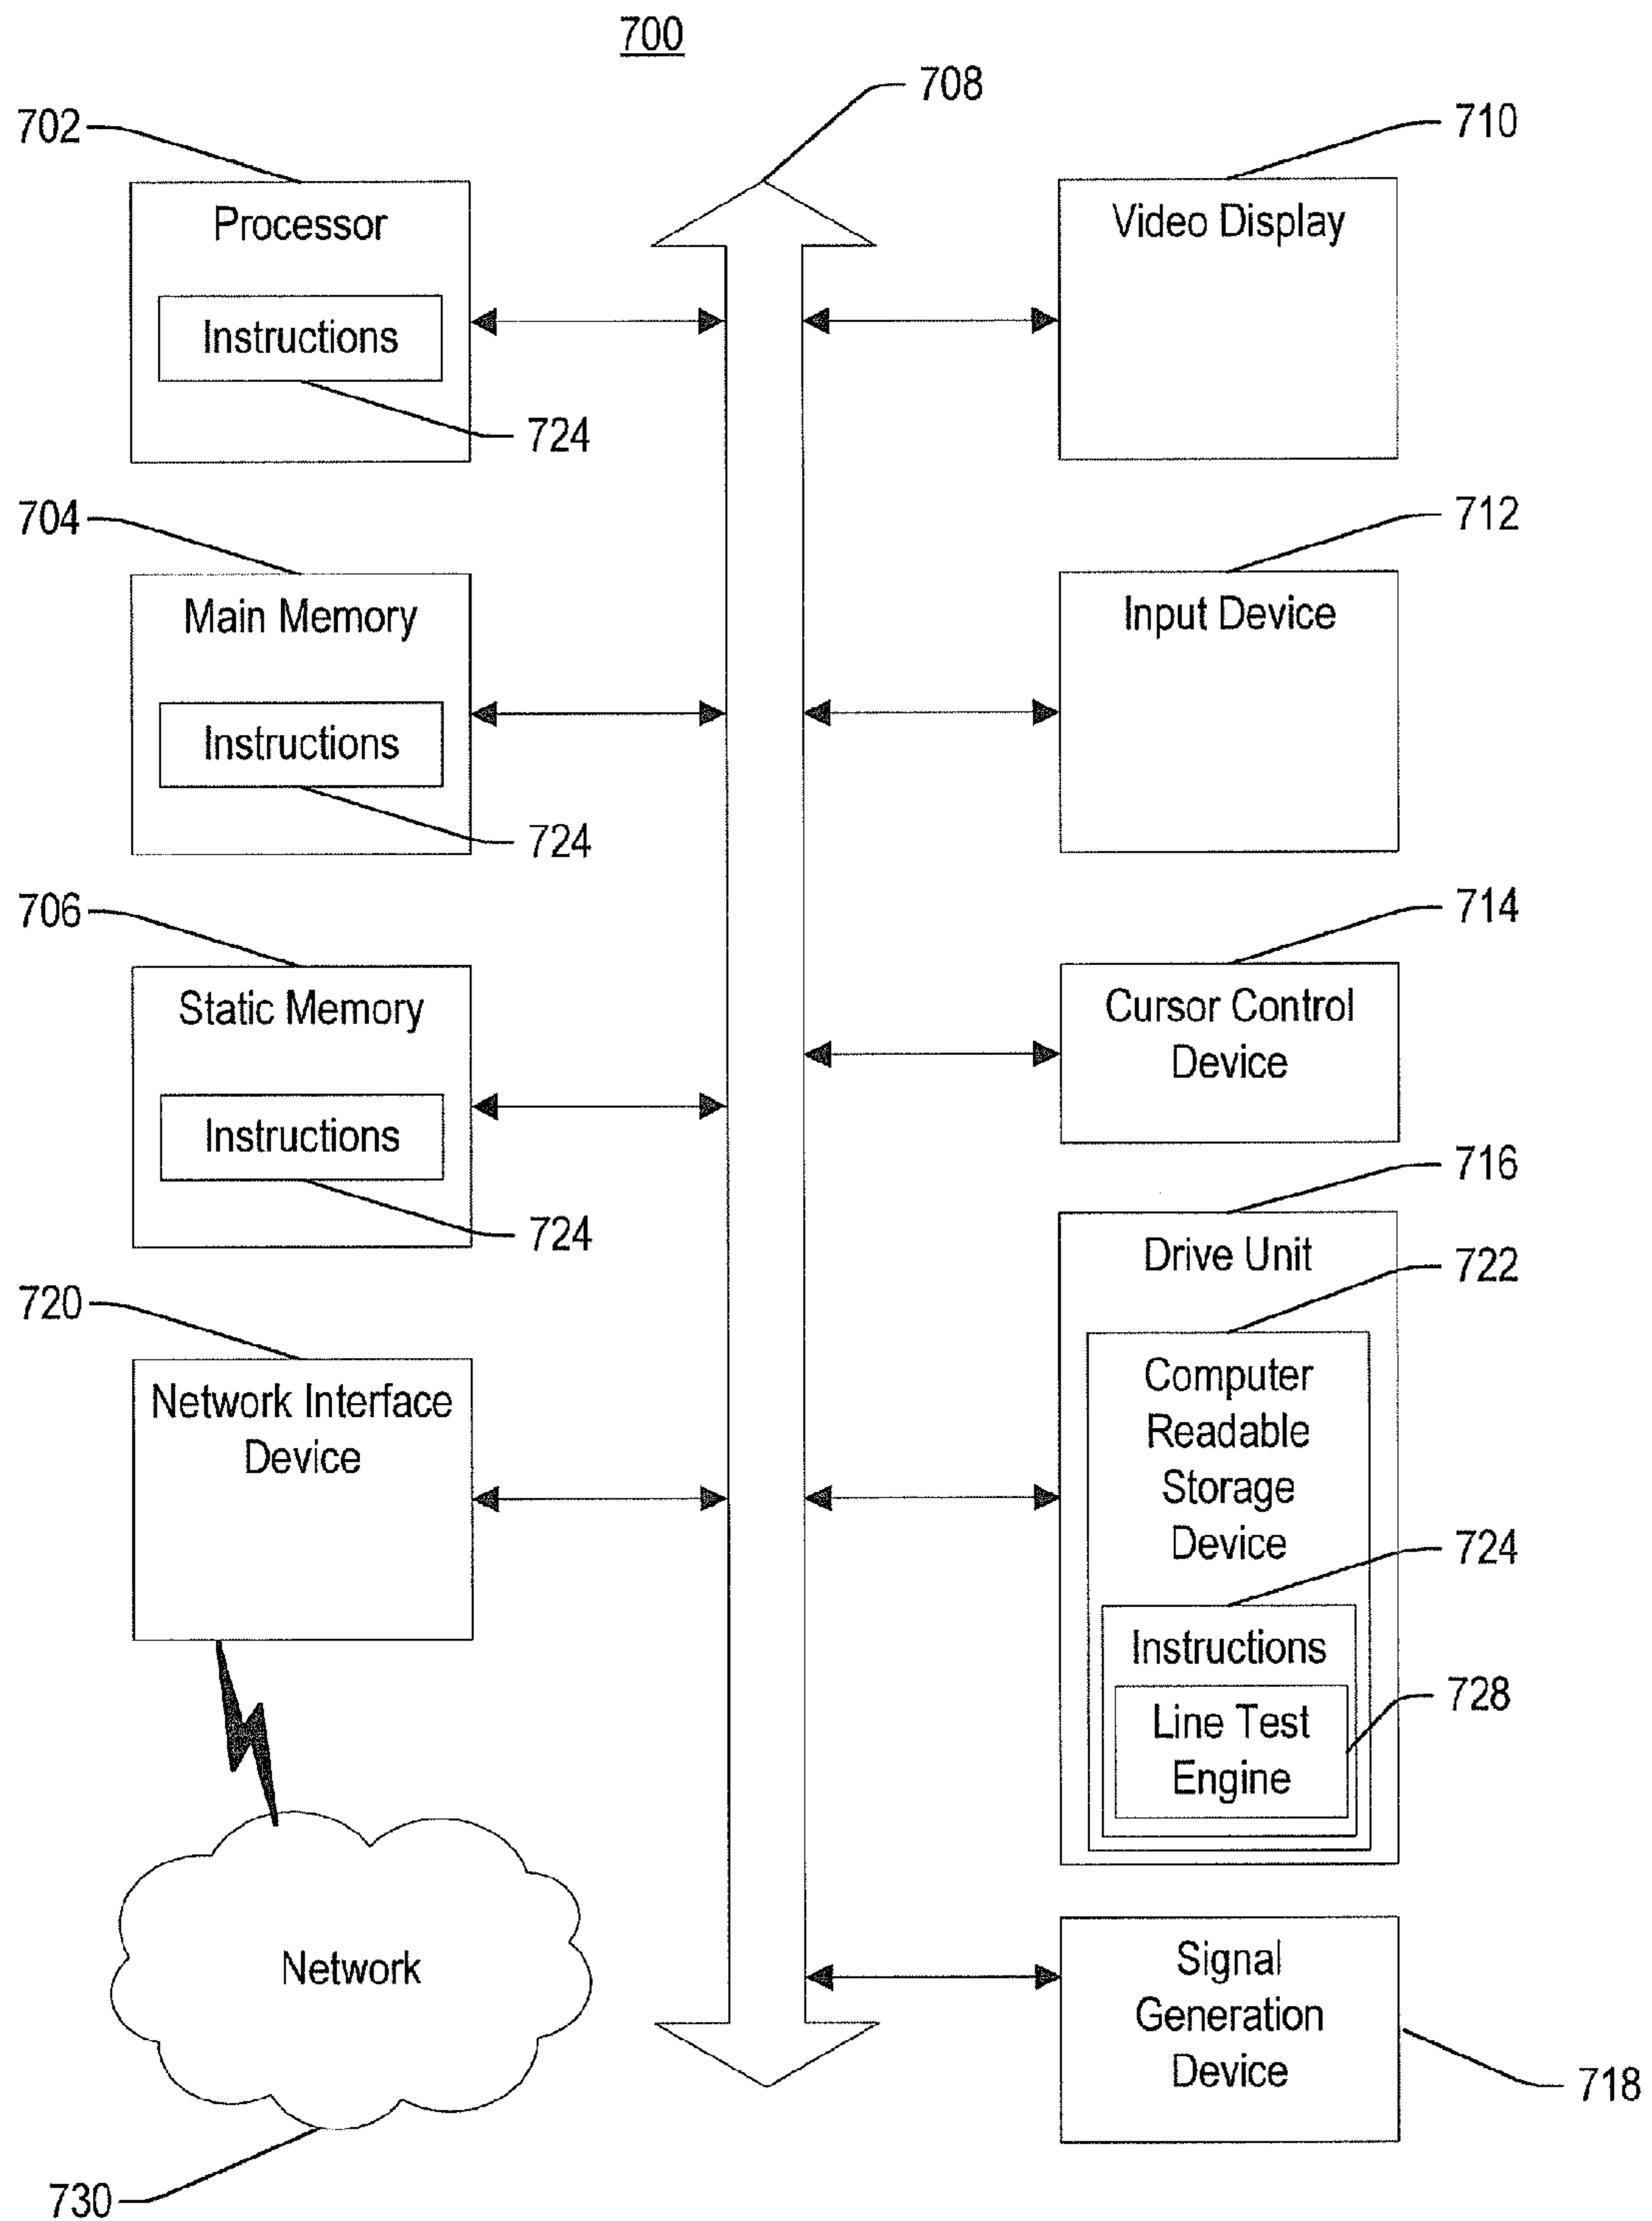 700
708
702
710
Processor
Video Display
Instructions
724
704
712
Main Memory
Input Device
Instructions
724
706
714
Static Memory
Cursor Control
Device
Instructions
724
716
Drive Unit
722
720
Network Interface
Device
Computer
Readable
Storage
Device
724
Instructions
728
Line Test
Engine
Network
730
Signal
Generation
Device
718